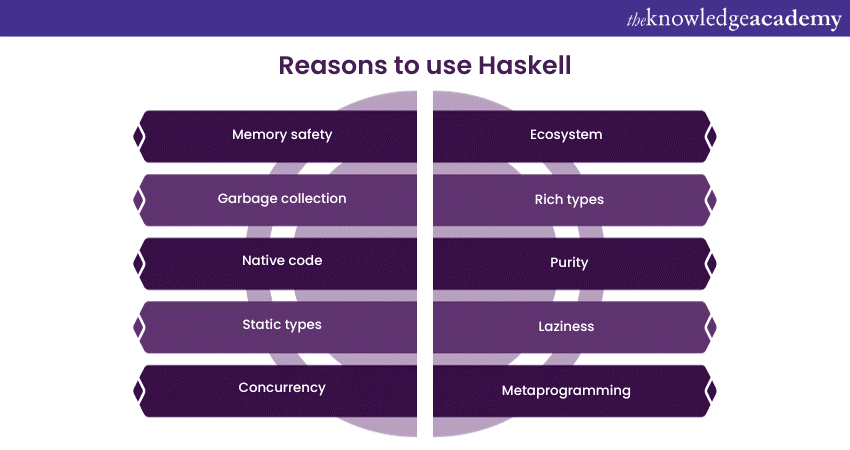 theknowledgeacademy
Reasons to use Haskell
Memory safety
Ecosystem
Garbage collection
Rich types
Native code
Purity
Static types
Laziness
Concurrency
Metaprogramming